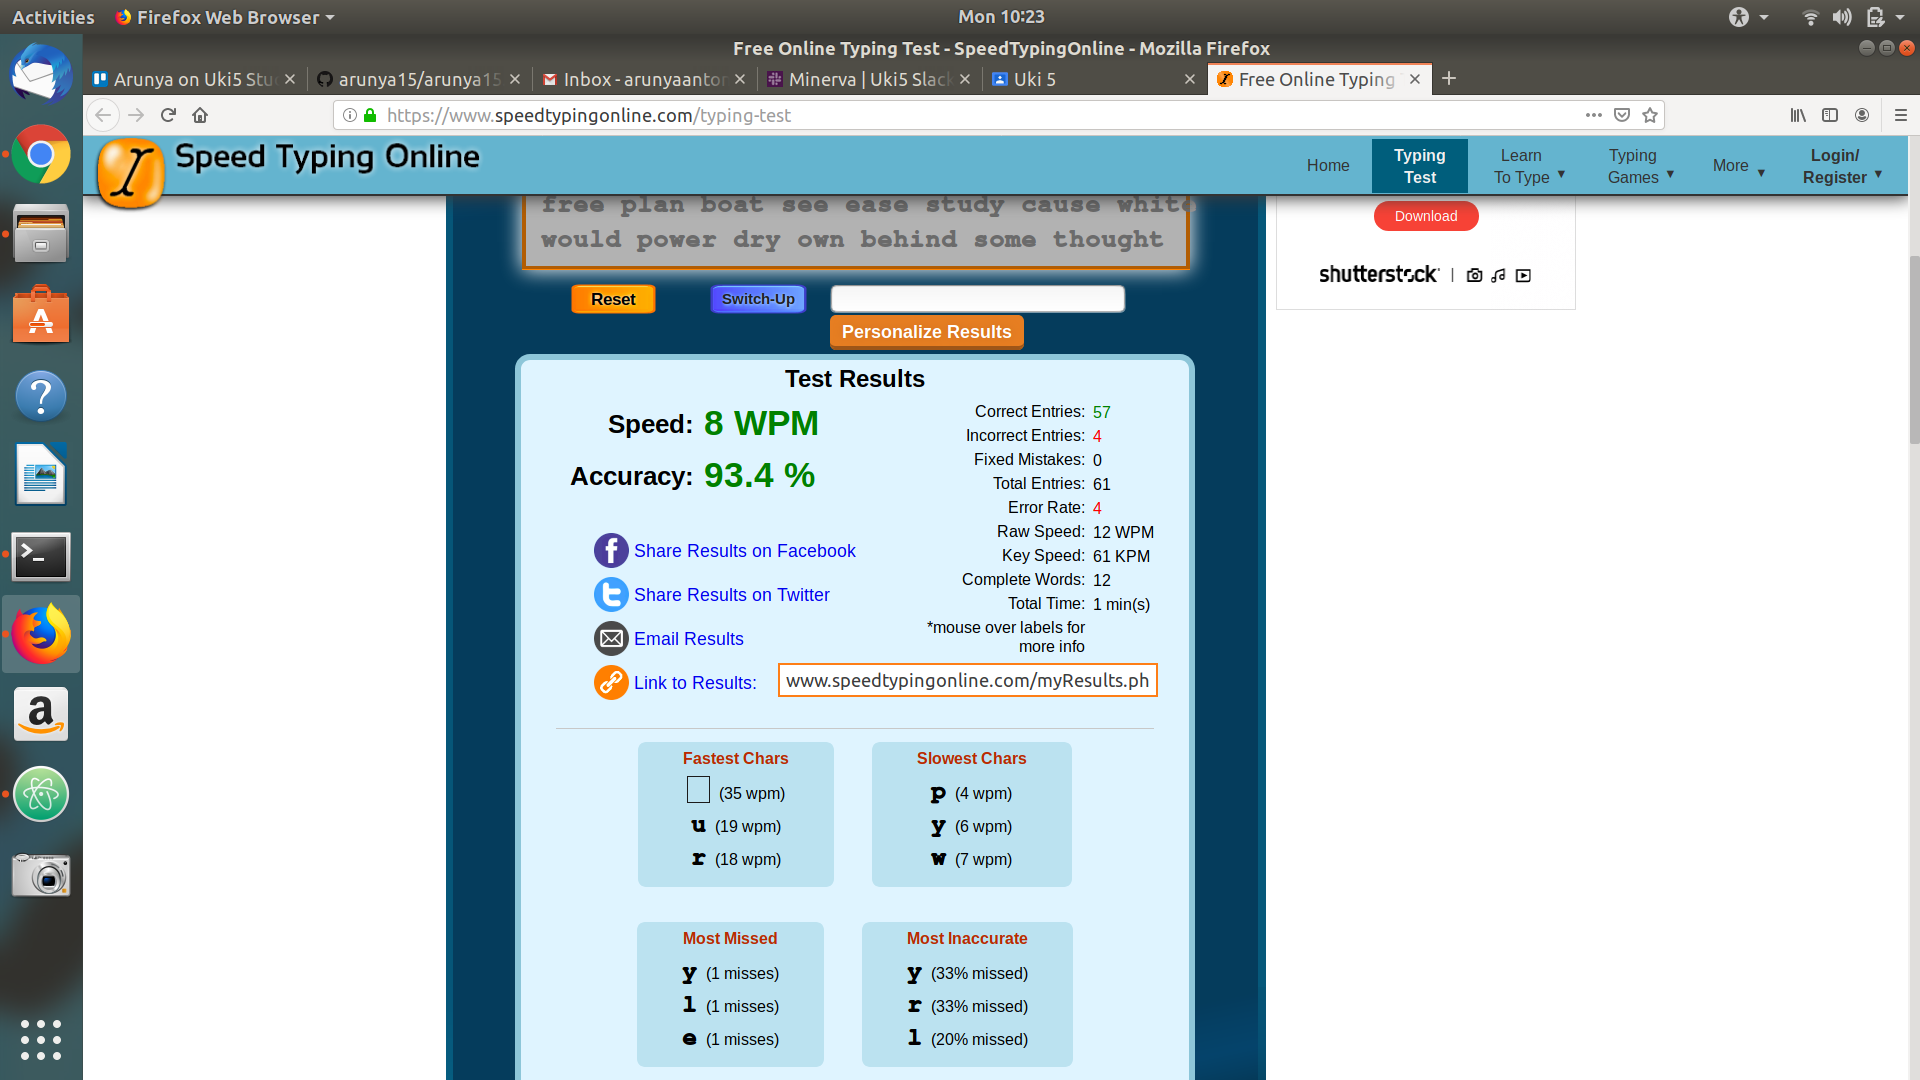 Activities
Firefox Web Browser
Mon 10:23
Free Online Typing Test - SpeedTypingOnline - Mozilla Firefox
Arunya on Uki5 Stu
arunya15/arunya15
Inbox - arunyaanton
Minerva | Uki5 Slack
Uki 5
Free Online Typing
https://www.speedtypingonline.com/typing-test
Speed Typing Online
Home
Typing Test
Learn To Type
Typing Games
More
Login/ Register
free plan boat see ease study cause white
would power dry own behind some thought
Download
shutterstock
Reset
Switch-Up
Personalize Results
Test Results
Speed: 8 WPM
Accuracy: 93.4 %
Correct Entries: 57
Incorrect Entries: 4
Fixed Mistakes: 0
Total Entries: 61
Error Rate: 4
Raw Speed: 12 WPM
Key Speed: 61 KPM
Complete Words: 12
Total Time: 1 min(s)
*mouse over labels for
more info
Share Results on Facebook
Share Results on Twitter
Email Results
Link to Results: www.speedtypingonline.com/myResults.ph
Fastest Chars
(35 wpm)
u (19 wpm)
r (18 wpm)
Slowest Chars
p (4 wpm)
y (6 wpm)
w (7 wpm)
Most Missed
y (1 misses)
l (1 misses)
e (1 misses)
Most Inaccurate
y (33% missed)
r (33% missed)
l (20% missed)